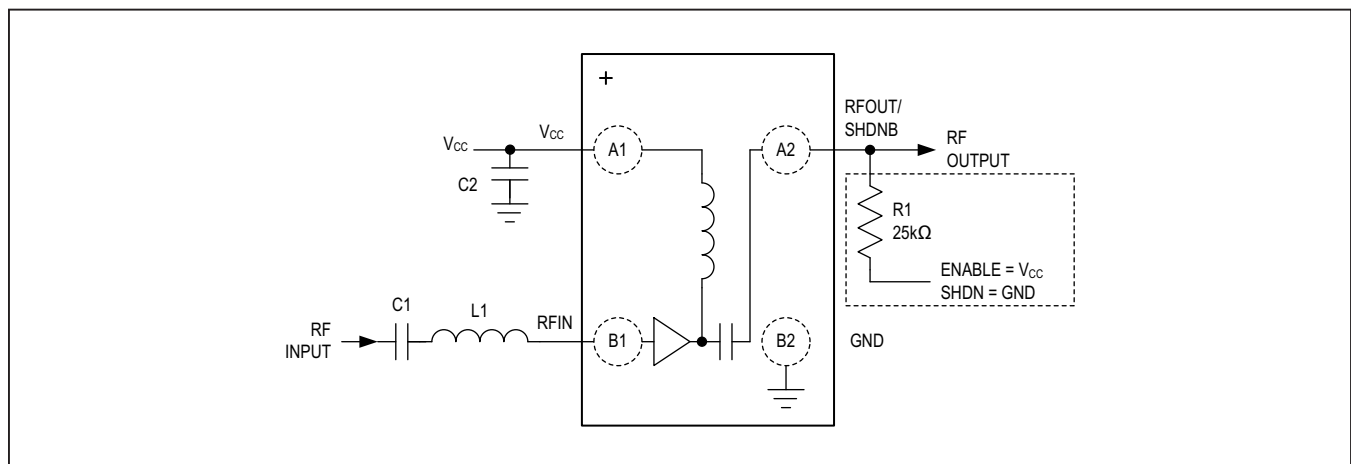 +
RFOUT/
SHDNB
VCC
VCC
A1
A2
RF
OUTPUT
C2
R1
25kΩ
ENABLE = VCC
SHDN = GND
C1
L1
RFIN
RF
INPUT
B1
B2
GND